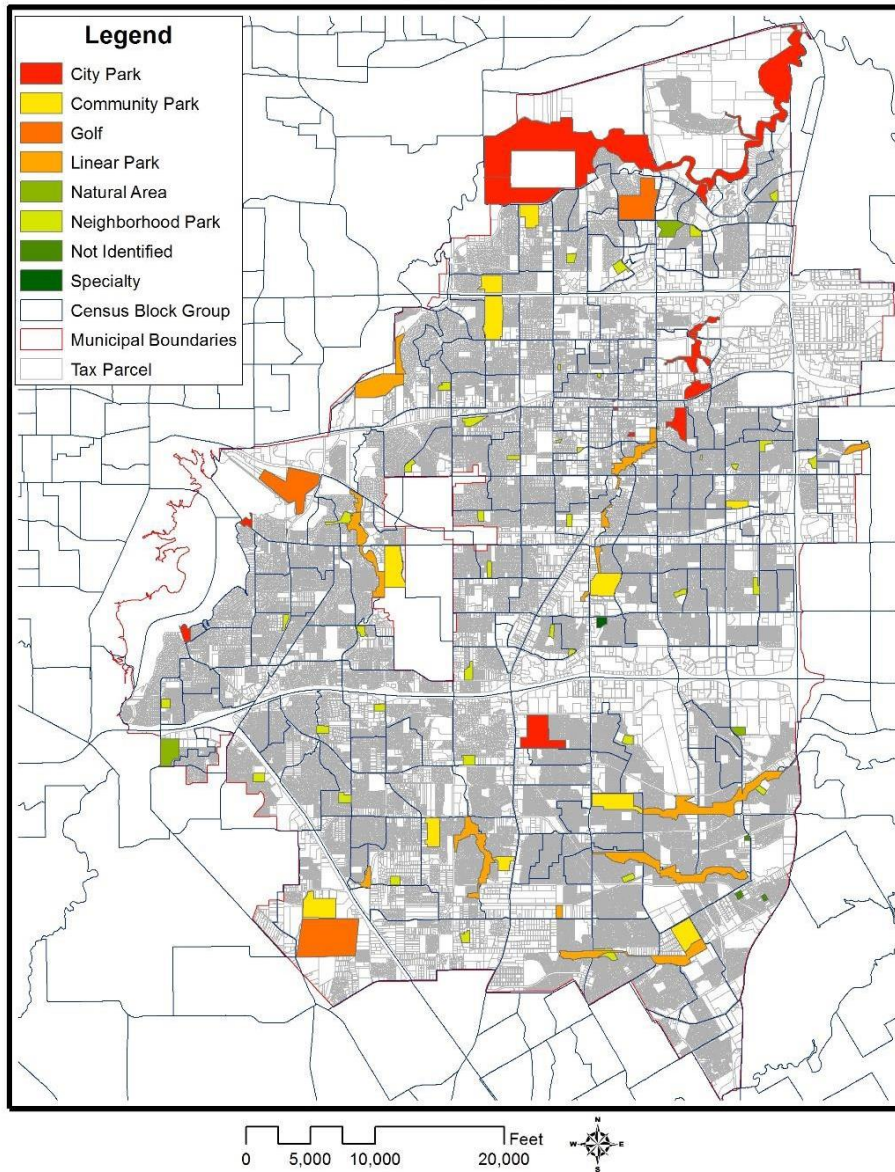 Legend
City Park
Community Park
Golf
Linear Park
Natural Area
Neighborhood Park
Not Identified
Specialty
Census Block Group
Municipal Boundaries
Tax Parcel
Feet
0 5,000 10,000 20,000
N
W E
S